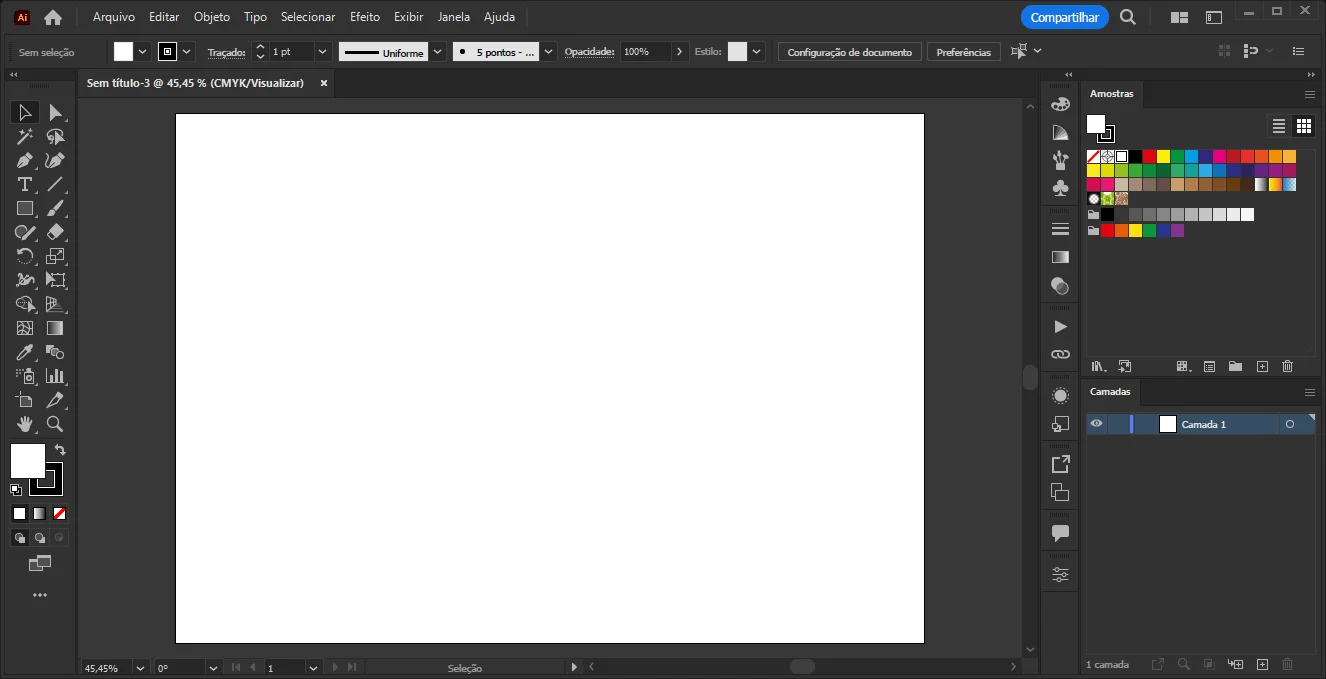 Ai Arquivo Editar Objeto Tipo Selecionar Efeito Exibir Janela Ajuda Compartilhar
Sem seleção Traçado: 1 pt Uniforme 5 pontos - ... Opacidade: 100% Estilo: Configuração de documento Preferências
Sem título-3 @ 45,45 % (CMYK/Visualizar) ×
Amostras
Camadas
Camada 1
1 camada
45,45% 0° 1 Seleção